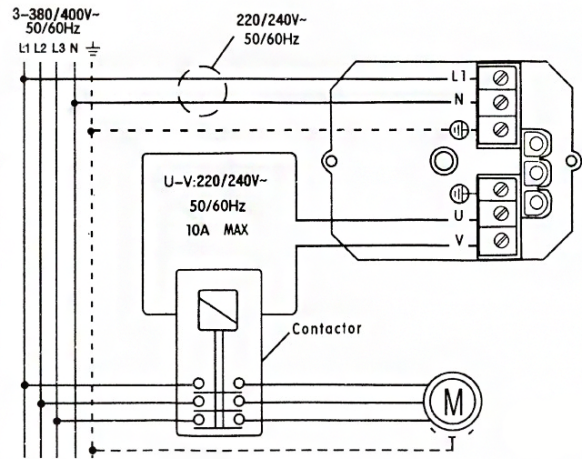 3~380/400V~
50/60Hz
L1 L2 L3 N
220/240V~
50/60Hz
L1
N
U-V:220/240V~
50/60Hz
10A MAX
U
V
Contactor
M